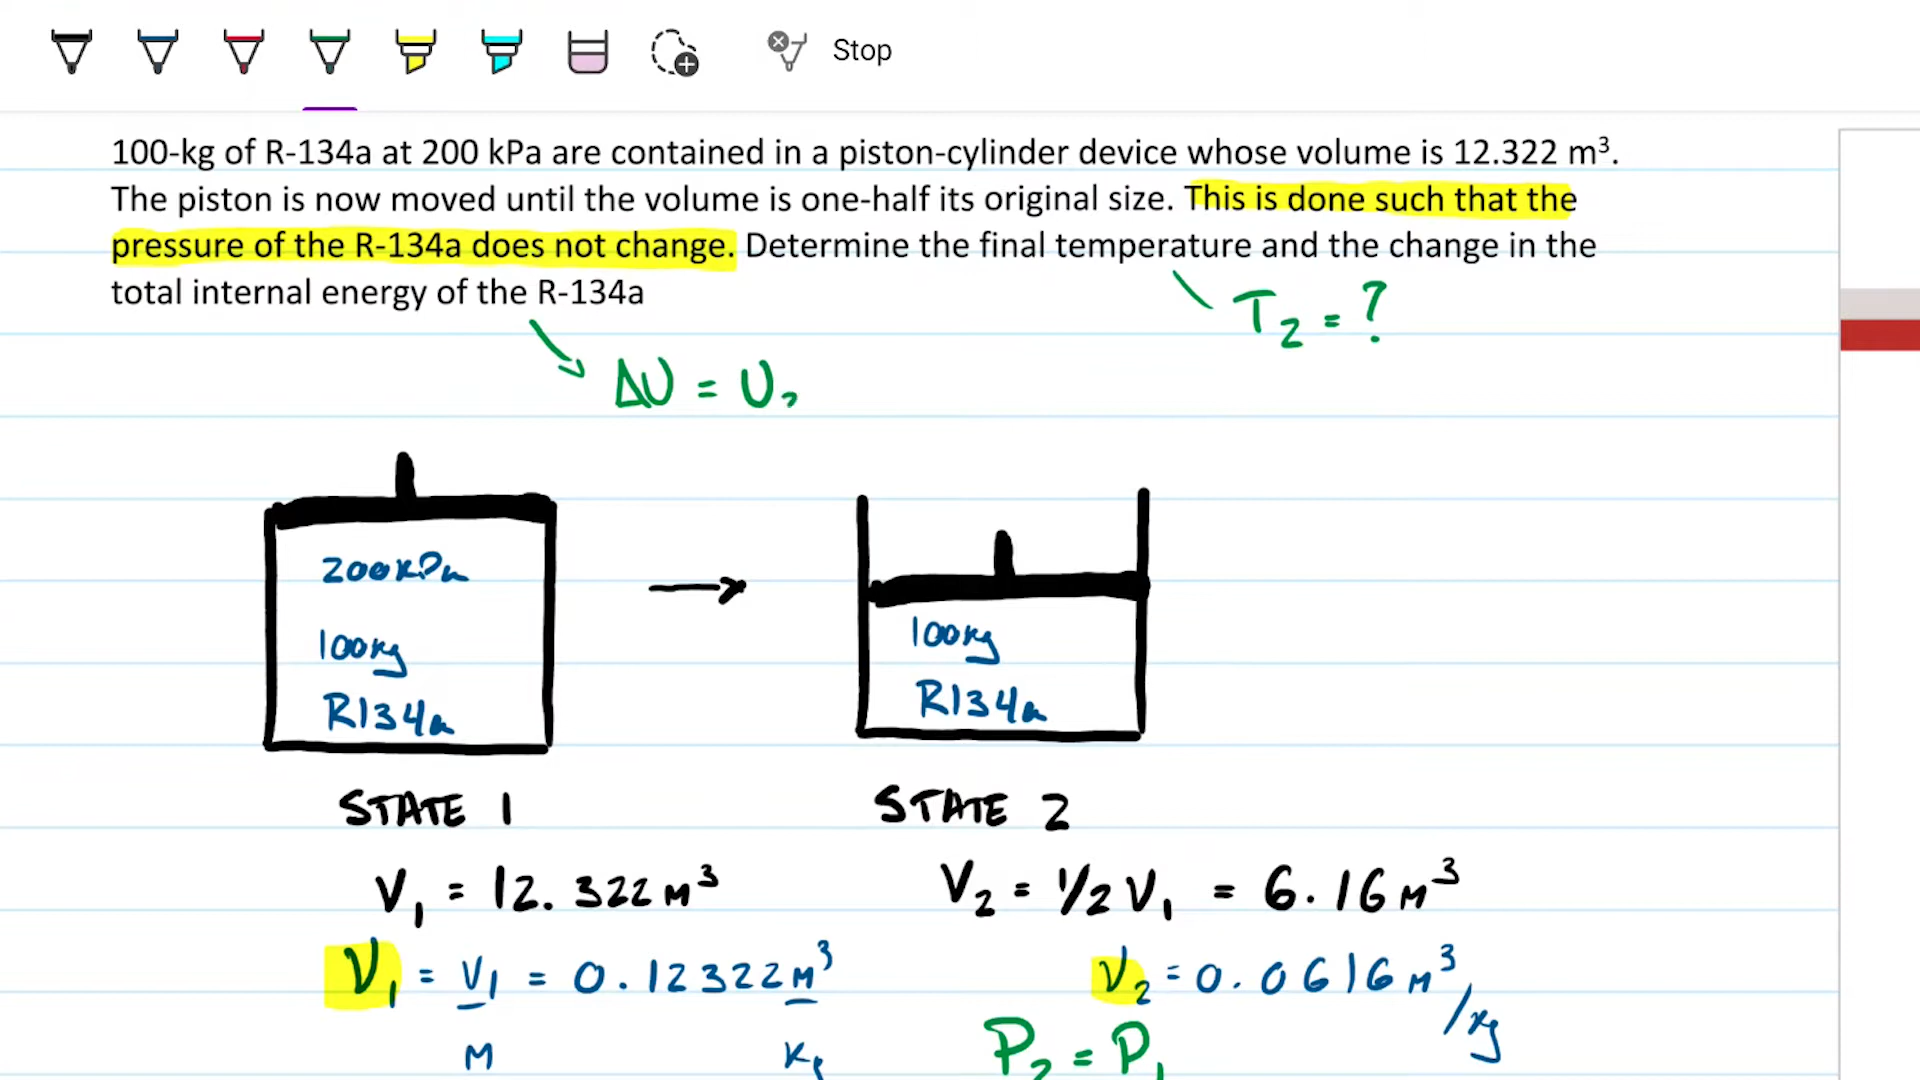 Stop
100-kg of R-134a at 200 kPa are contained in a piston-cylinder device whose volume is 12.322 m³.
The piston is now moved until the volume is one-half its original size. This is done such that the
pressure of the R-134a does not change. Determine the final temperature and the change in the
total internal energy of the R-134a
T₂ = ?
ΔU = U₂
200kPa
100kg
R134a
100kg
R134a
STATE 1
STATE 2
V₁ = 12.322 m³
V₂ = 1/2 V₁ = 6.16 m³
ν₁ = V₁/M = 0.12322 m³/kg
ν₂ = 0.0616 m³/kg
P₂ = P₁